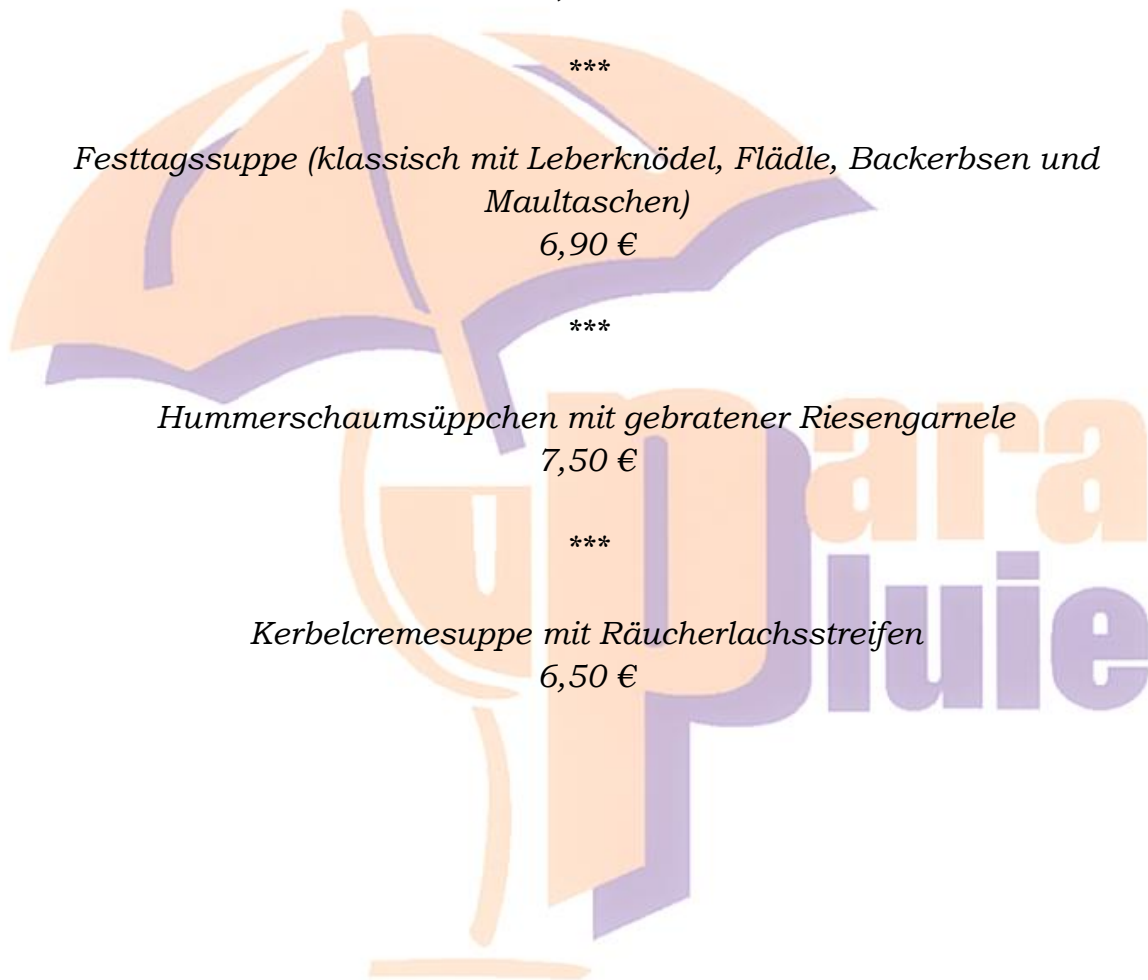 ***
Festtagssuppe (klassisch mit Leberknödel, Flädle, Backerbsen und
Maultaschen)
6,90 €
***
Hummerschaumsüppchen mit gebratener Riesengarnele
7,50 €
***
Kerbelcremesuppe mit Räucherlachsstreifen
6,50 €
para
pluie